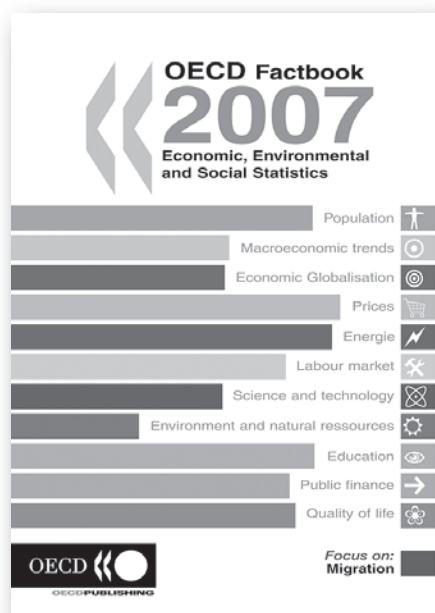 OECD Factbook
2007
Economic, Environmental
and Social Statistics
Population
Macroeconomic trends
Economic Globalisation
Prices
Energie
Labour market
Science and technology
Environment and natural ressources
Education
Public finance
Quality of life
OECD
OECDPUBLISHING
Focus on:
Migration